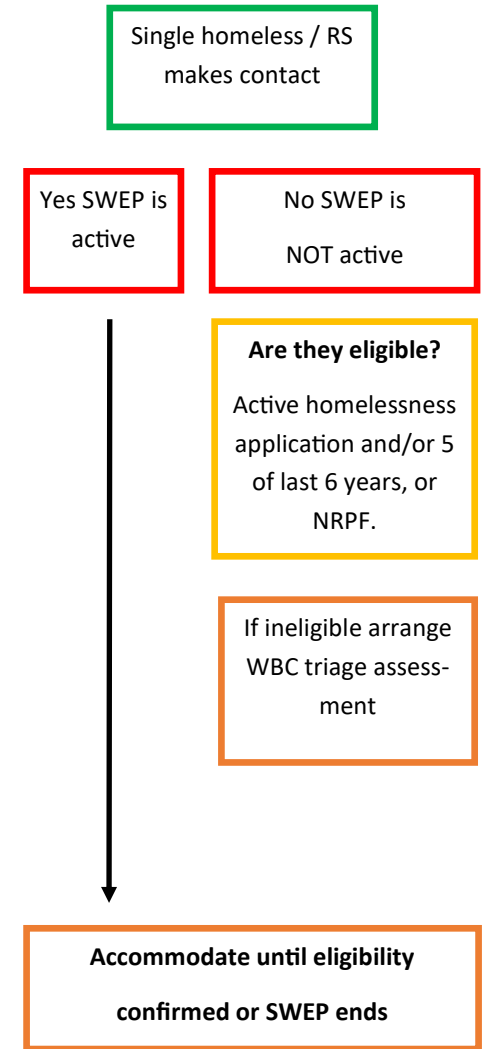 Single homeless / RS
makes contact
Yes SWEP is
active
No SWEP is
NOT active
Are they eligible?
Active homelessness
application and/or 5
of last 6 years, or
NRPF.
If ineligible arrange
WBC triage assess-
ment
Accommodate until eligibility
confirmed or SWEP ends